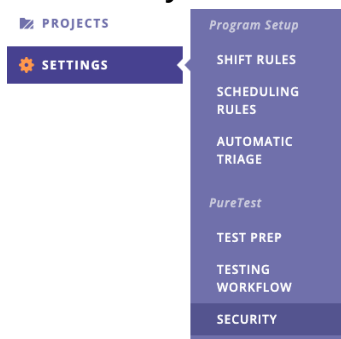 PROJECTS
SETTINGS
Program Setup
SHIFT RULES
SCHEDULING
RULES
AUTOMATIC
TRIAGE
PureTest
TEST PREP
TESTING
WORKFLOW
SECURITY